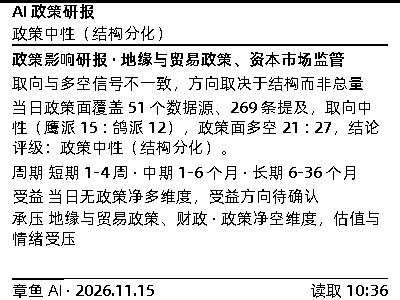 AI 政策研报
政策中性（结构分化）
政策影响研报 · 地缘与贸易政策、资本市场监管
取向与多空信号不一致，方向取决于结构而非总量
当日政策面覆盖 51 个数据源、269 条提及，取向中
性（鹰派 15：鸽派 12），政策面多空 21：27，结论
评级：政策中性（结构分化）。
周期 短期 1-4 周 · 中期 1-6 个月 · 长期 6-36 个月
受益 当日无政策净多维度，受益方向待确认
承压 地缘与贸易政策、财政 · 政策净空维度，估值与
情绪受压
章鱼 AI · 2026.11.15
读取 10:36